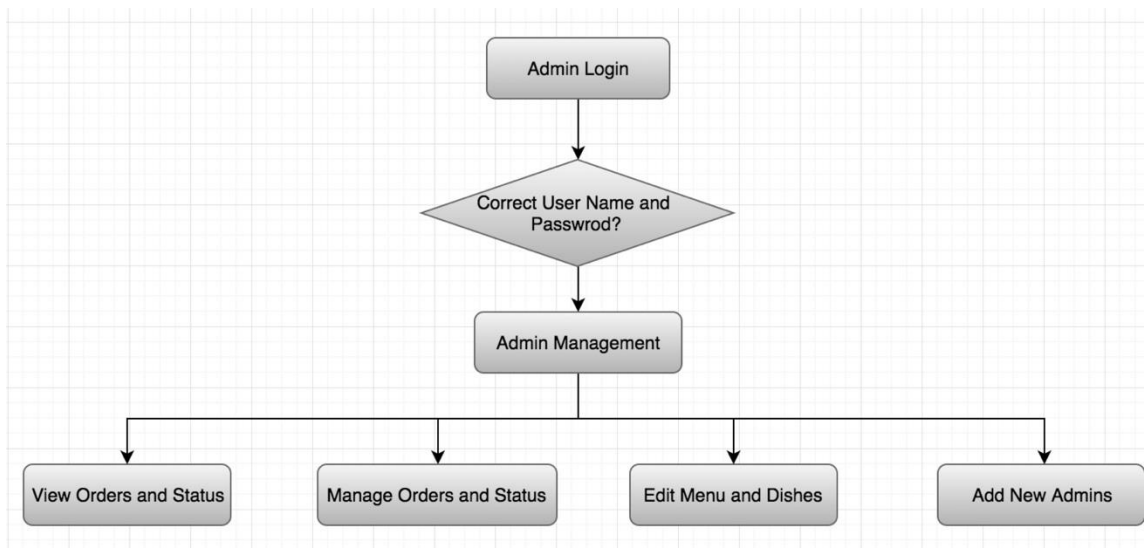 Admin Login
Correct User Name and
Passwrod?
Admin Management
View Orders and Status
Manage Orders and Status
Edit Menu and Dishes
Add New Admins